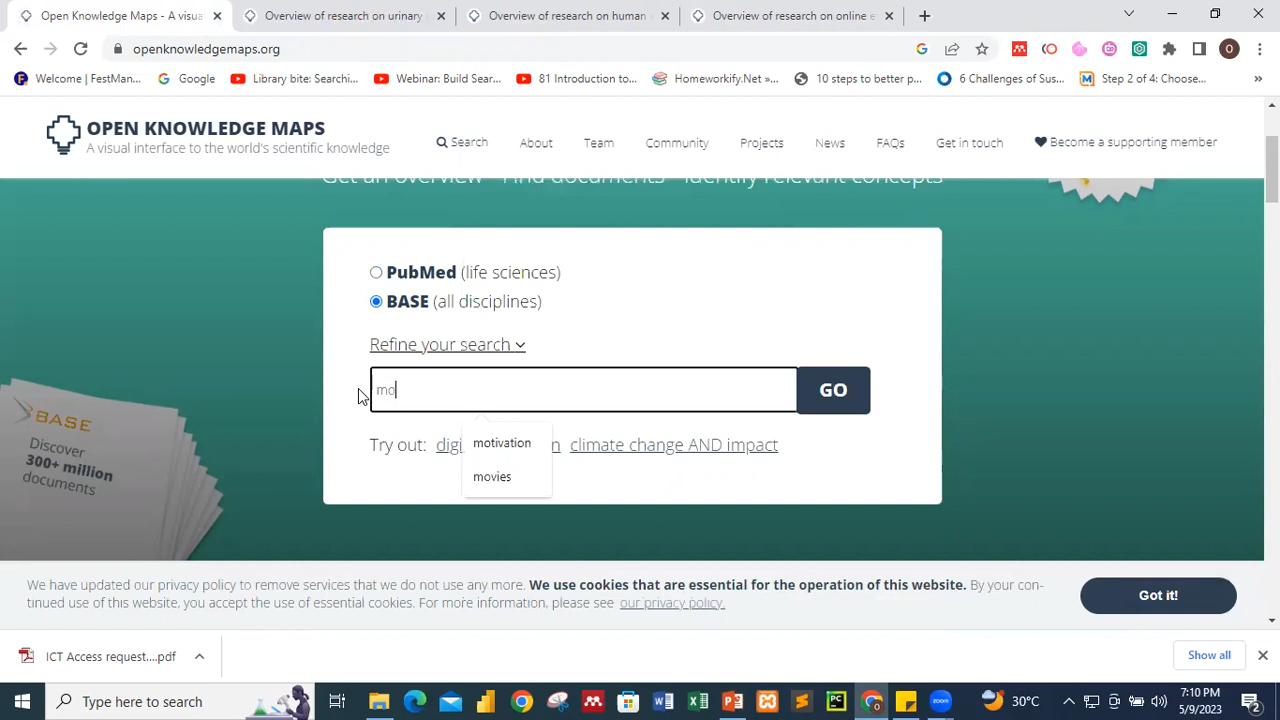 Open Knowledge Maps - A visua
Overview of research on urinary
Overview of research on human
Overview of research on online e
openknowledgemaps.org
O
Welcome | FestMan...
Google
Library bite: Searchi...
Webinar: Build Sear...
81 Introduction to...
Homeworkify.Net »...
10 steps to better p...
6 Challenges of Sus...
Step 2 of 4: Choose...
»
OPEN KNOWLEDGE MAPS
A visual interface to the world's scientific knowledge
Search
About
Team
Community
Projects
News
FAQs
Get in touch
Become a supporting member
Get an overview - Find documents - Identify relevant concepts
PubMed (life sciences)
BASE (all disciplines)
Refine your search
mo
GO
Try out: digi n climate change AND impact
motivation
movies
BASE
Discover
300+ million
documents
We have updated our privacy policy to remove services that we do not use any more. We use cookies that are essential for the operation of this website. By your con-
tinued use of this website, you accept the use of essential cookies. For more information, please see our privacy policy.
Got it!
ICT Access request....pdf
Show all
Type here to search
PC
zoom
30°C
7:10 PM
5/9/2023
2